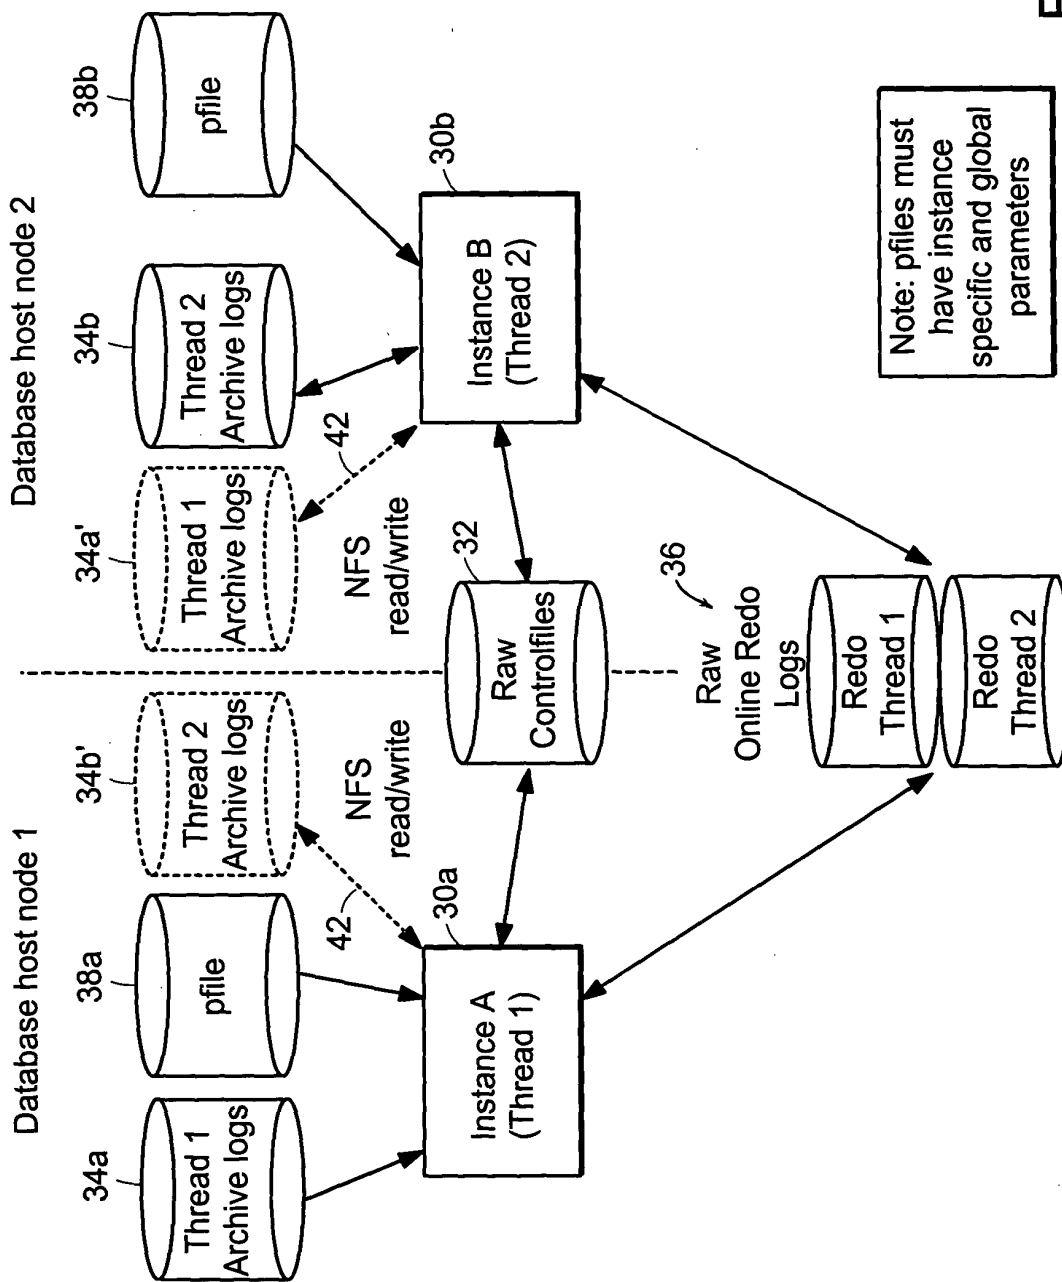 Database host node 1
Database host node 2
34a
38a
34b'
34a'
34b
38b
Thread 1
Archive logs
pfile
Thread 2
Archive logs
Thread 1
Archive logs
Thread 2
Archive logs
pfile
42
NFS
read/write
NFS
read/write
42
30a
Instance A
(Thread 1)
32
Raw
Controlfiles
30b
Instance B
(Thread 2)
36
Raw
Online Redo
Logs
Redo
Thread 1
Redo
Thread 2
Note: pfiles must
have instance
specific and global
parameters